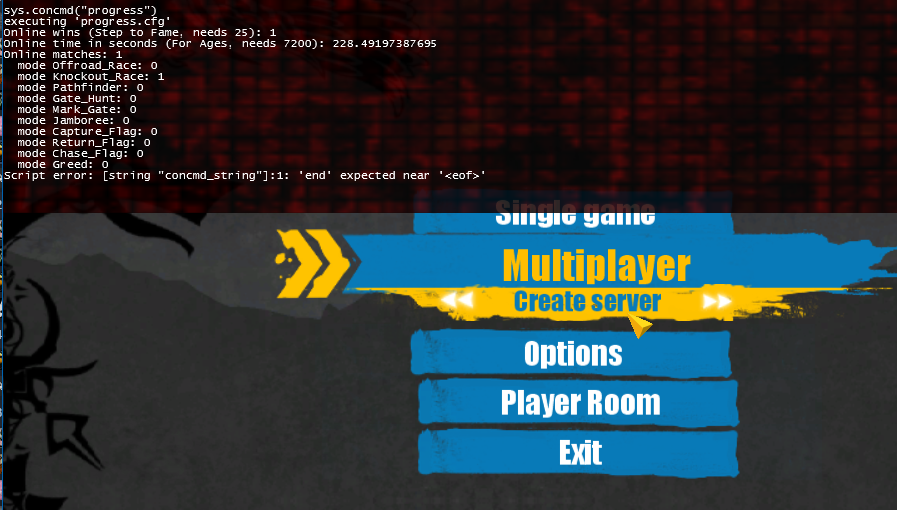 sys.concmd("progress")
executing 'progress.cfg'
Online wins (Step to Fame, needs 25): 1
Online time in seconds (For Ages, needs 7200): 228.49197387695
Online matches: 1
mode Offroad_Race: 0
mode Knockout_Race: 1
mode Pathfinder: 0
mode Gate_Hunt: 0
mode Mark_Gate: 0
mode Jamboree: 0
mode Capture_Flag: 0
mode Return_Flag: 0
mode Chase_Flag: 0
mode Greed: 0
Script error: [string "concmd_string"]:1: 'end' expected near '<eof>'
Single game
Multiplayer
Create server
Options
Player Room
Exit